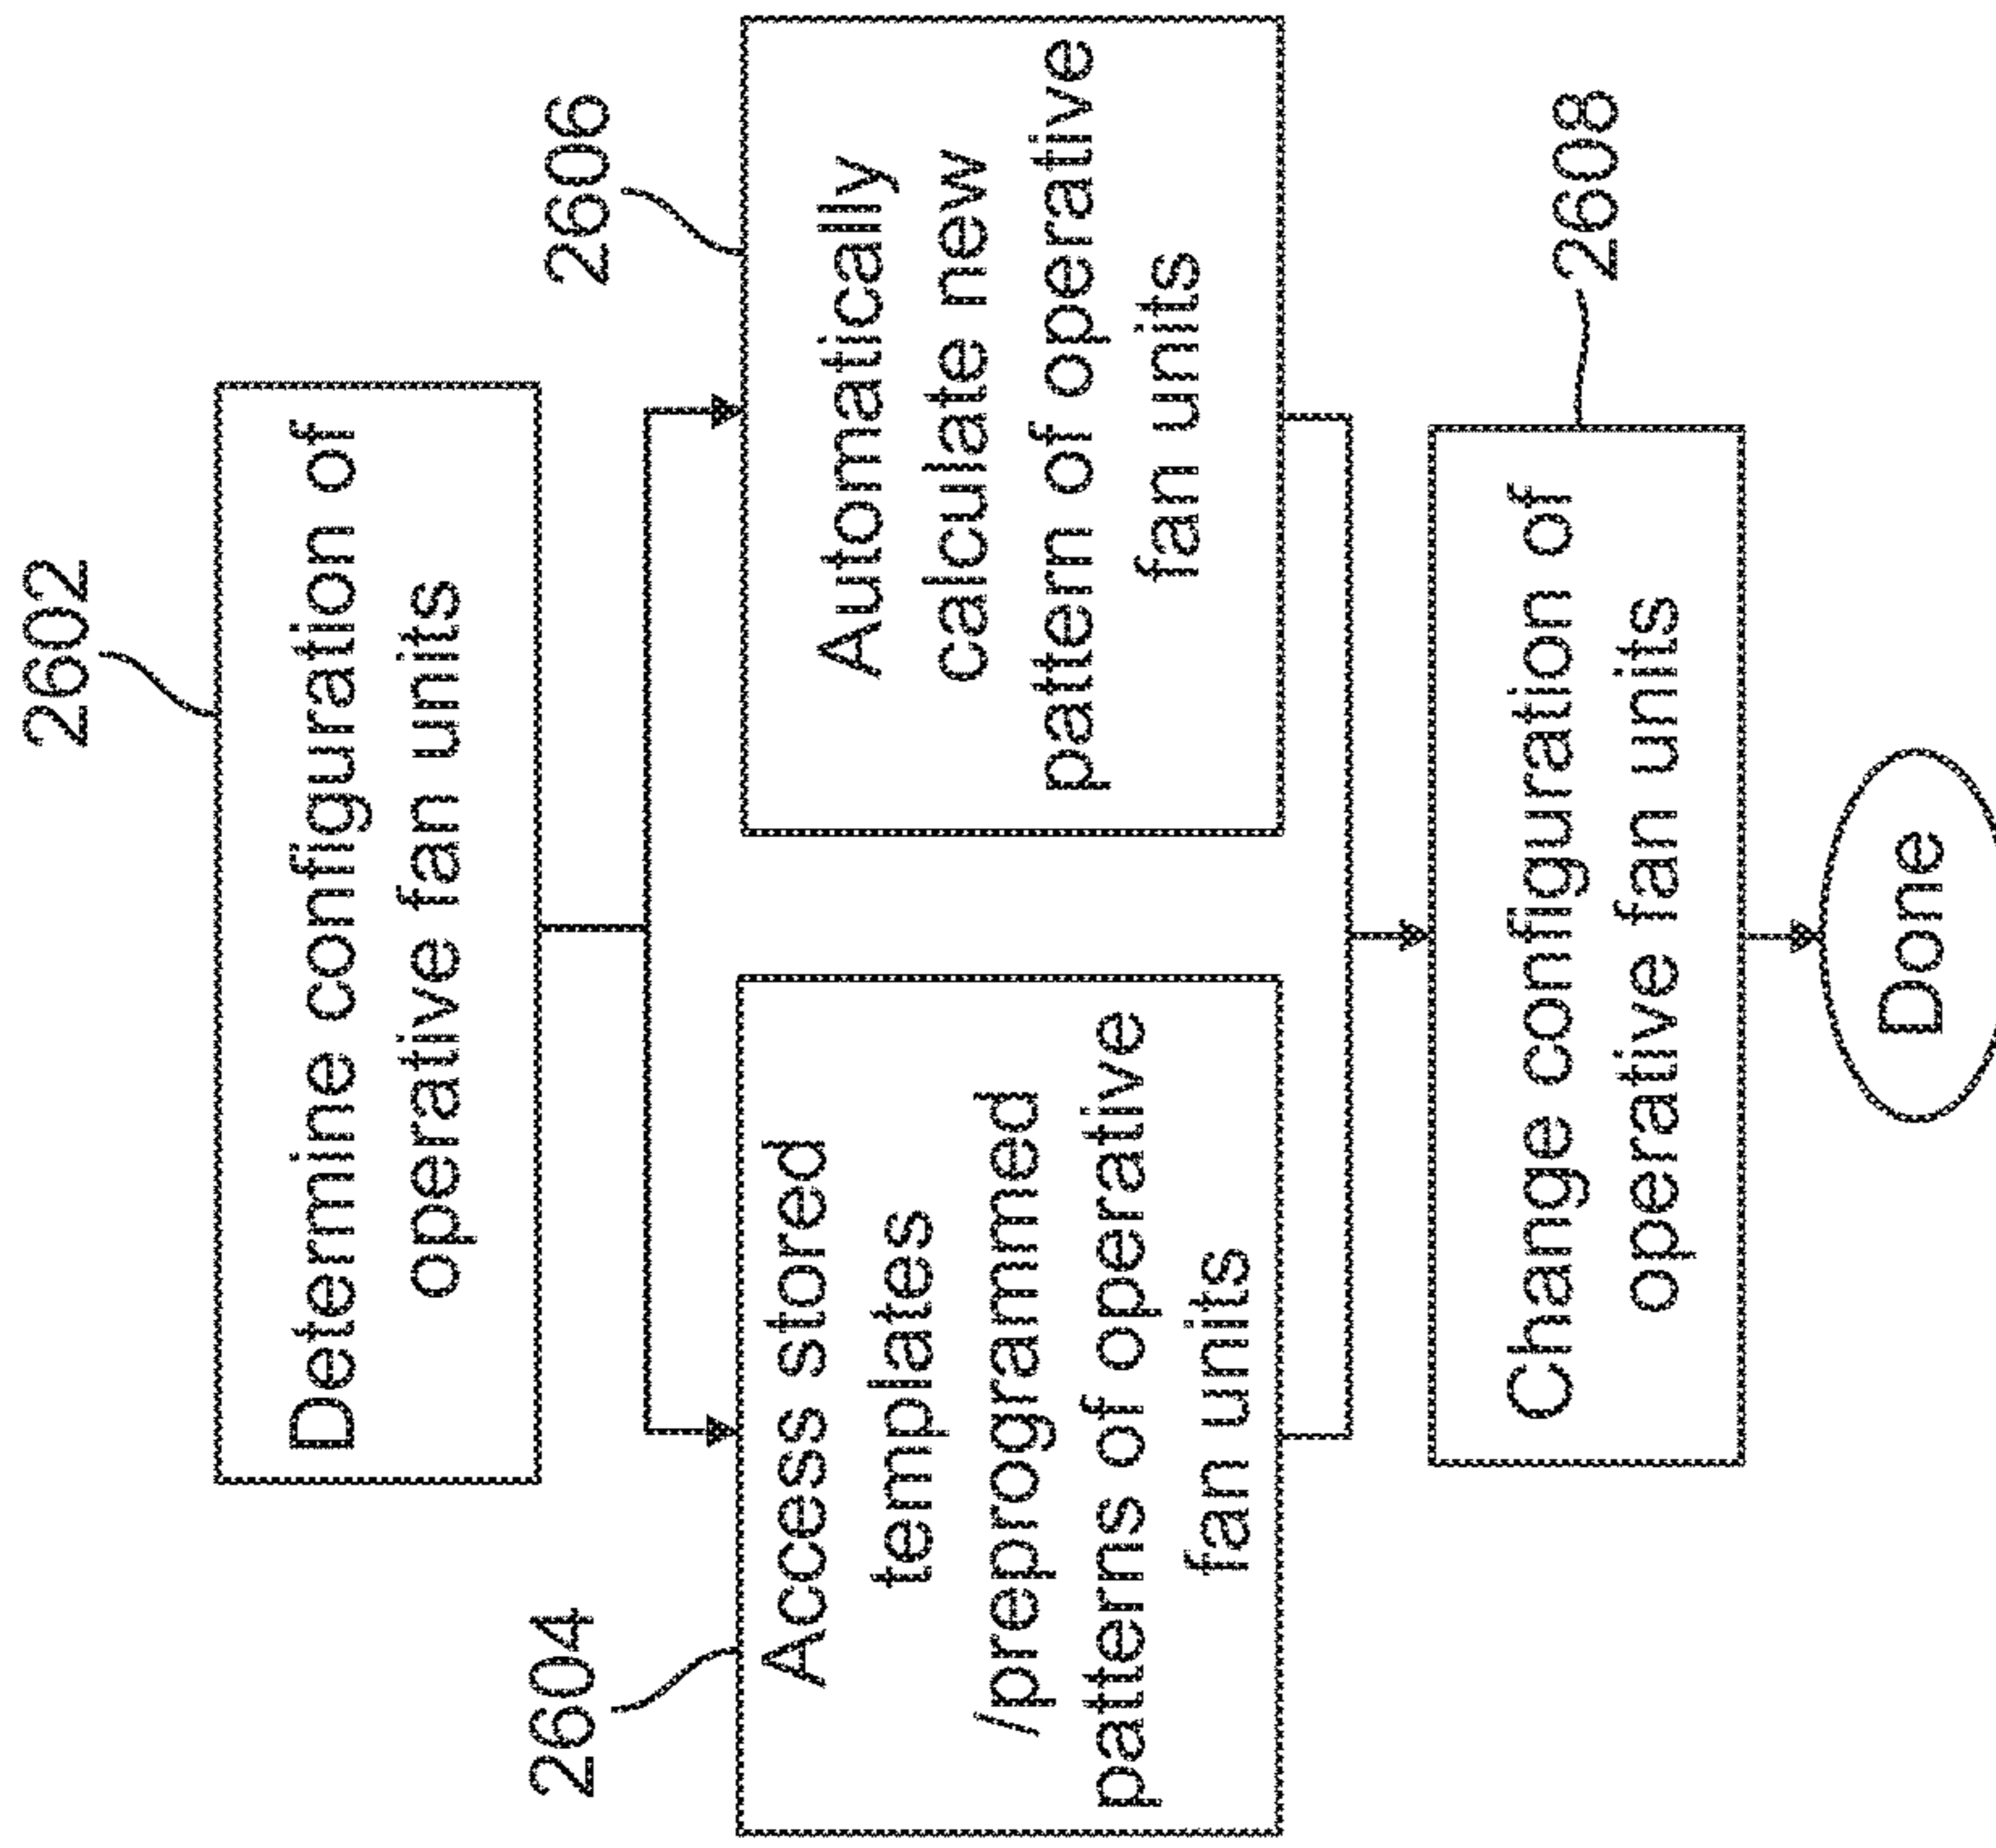 2602
Determine configuration of
operative fan units
2604
Access stored
templates
/preprogrammed
patterns of operative
fan units
2606
Automatically
calculate new
pattern of operative
fan units
2608
Change configuration of
operative fan units
Done